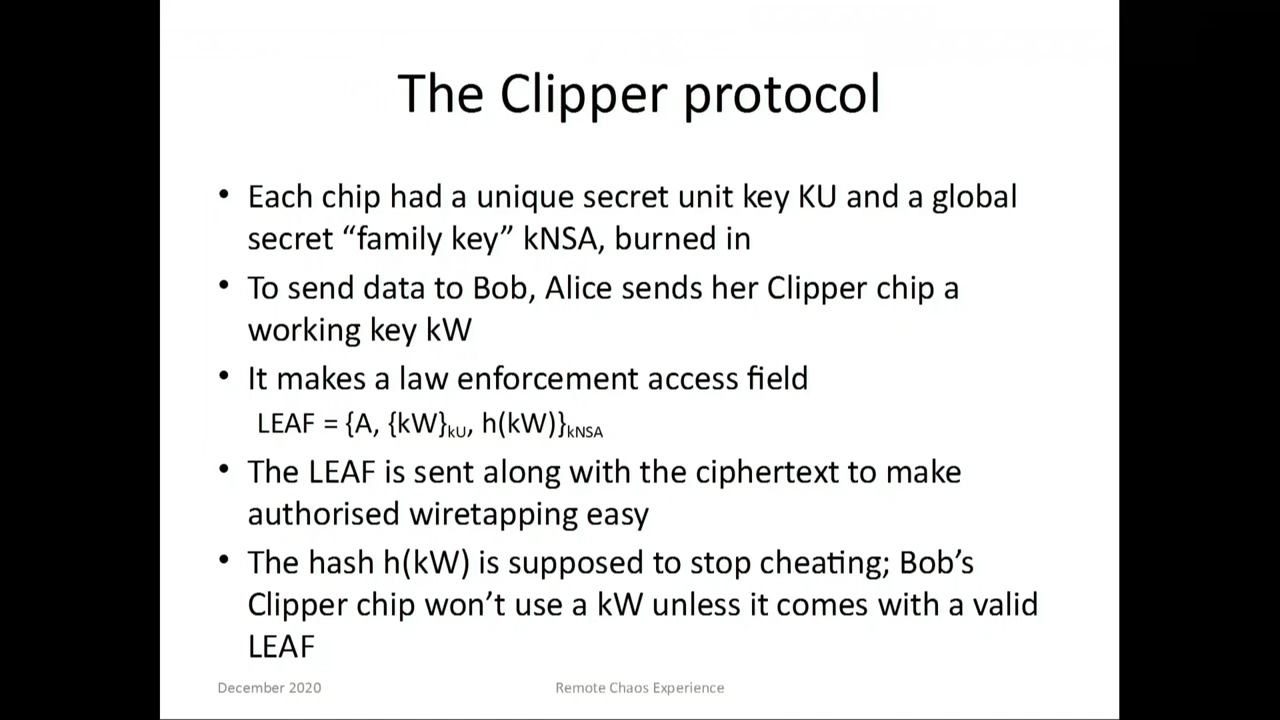 The Clipper protocol
• Each chip had a unique secret unit key KU and a global
secret “family key” kNSA, burned in
• To send data to Bob, Alice sends her Clipper chip a
working key kW
• It makes a law enforcement access field
LEAF = {A, {kW}kU, h(kW)}kNSA
• The LEAF is sent along with the ciphertext to make
authorised wiretapping easy
• The hash h(kW) is supposed to stop cheating; Bob’s
Clipper chip won’t use a kW unless it comes with a valid
LEAF
December 2020 Remote Chaos Experience